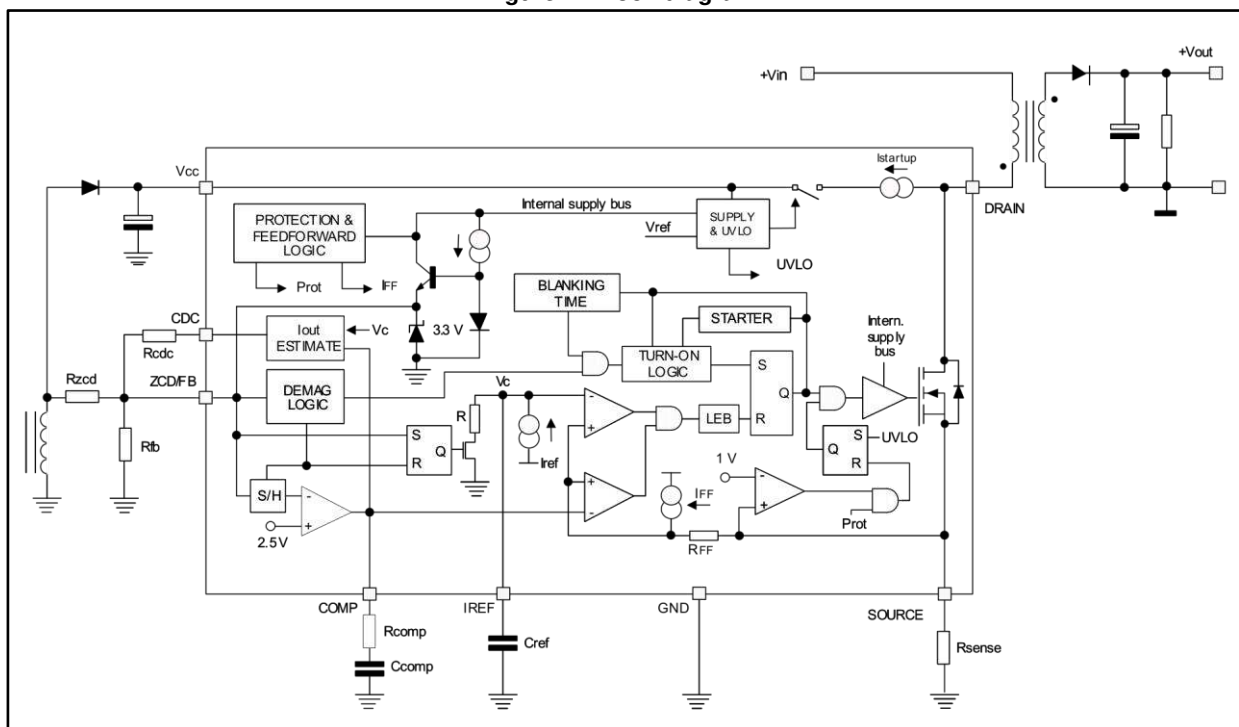 +Vin
+Vout
Vcc
Istartup
DRAIN
Internal supply bus
PROTECTION &
FEEDFORWARD
LOGIC
SUPPLY
& UVLO
Vref
UVLO
Prot
IFF
BLANKING
TIME
STARTER
CDC
Iout
ESTIMATE
Vc
3.3 V
Rcdc
TURN-ON
LOGIC
Intern.
supply
bus
S
Q
R
Rzcd
ZCD/FB
DEMAG
LOGIC
Vc
R
LEB
Rfb
S
Q
R
Iref
S
UVLO
R
1 V
S/H
IFF
2.5 V
RFF
Prot
-
+
-
+
-
-
+
COMP
IREF
GND
SOURCE
Rcomp
Cref
Rsense
Ccomp